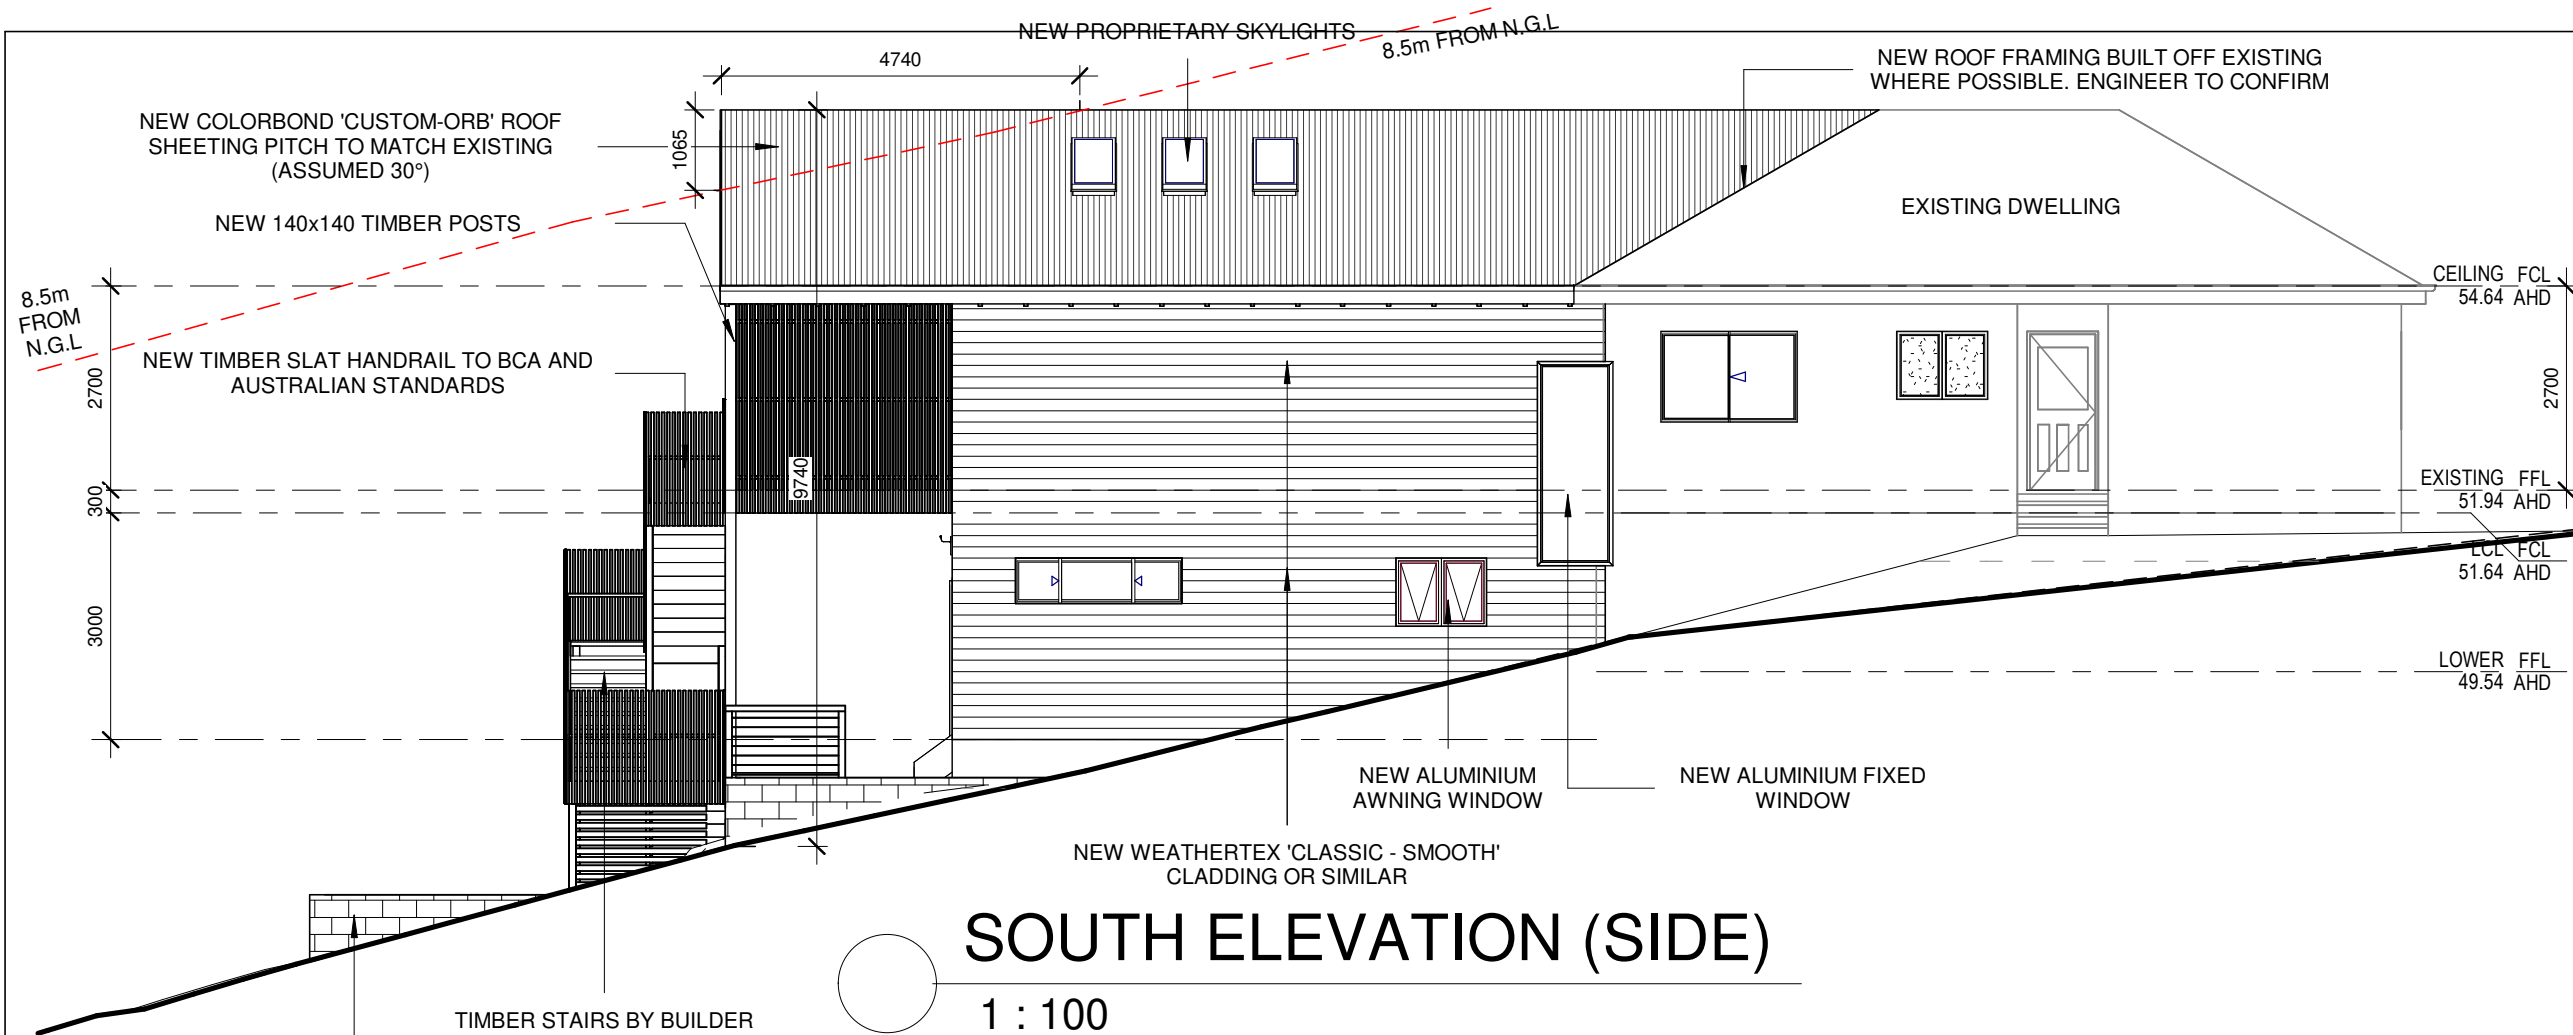 NEW PROPRIETARY SKYLIGHTS
8.5m FROM N.G.L
4740
NEW ROOF FRAMING BUILT OFF EXISTING
WHERE POSSIBLE. ENGINEER TO CONFIRM
NEW COLORBOND 'CUSTOM-ORB' ROOF
SHEETING PITCH TO MATCH EXISTING
(ASSUMED 30°)
1065
NEW 140x140 TIMBER POSTS
EXISTING DWELLING
8.5m
FROM
N.G.L
CEILING FCL
54.64 AHD
NEW TIMBER SLAT HANDRAIL TO BCA AND
AUSTRALIAN STANDARDS
2700
2700
9740
300
EXISTING FFL
51.94 AHD
LCL FCL
51.64 AHD
3000
LOWER FFL
49.54 AHD
NEW ALUMINIUM
AWNING WINDOW
NEW ALUMINIUM FIXED
WINDOW
NEW WEATHERTEX 'CLASSIC - SMOOTH'
CLADDING OR SIMILAR
SOUTH ELEVATION (SIDE)
1 : 100
TIMBER STAIRS BY BUILDER